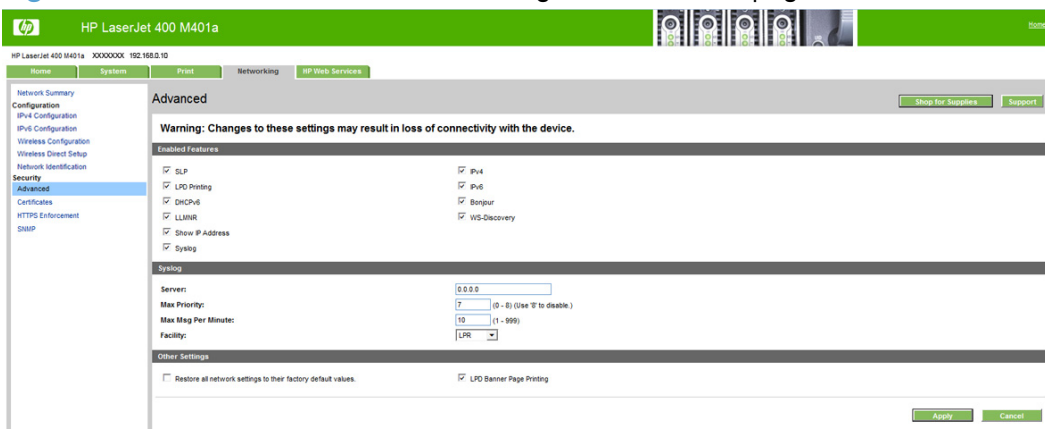 HP LaserJet 400 M401a
Home
HP LaserJet 400 M401a XXXXXXX 192.168.0.10
Home System Print Networking HP Web Services
Network Summary
Configuration
IPv4 Configuration
IPv6 Configuration
Wireless Configuration
Wireless Direct Setup
Network Identification
Security
Advanced
Certificates
HTTPS Enforcement
SNMP
Advanced
Shop for Supplies Support
Warning: Changes to these settings may result in loss of connectivity with the device.
Enabled Features
SLP IPv4
LPD Printing IPv6
DHCPv6 Bonjour
LLMNR WS-Discovery
Show IP Address
Syslog
Syslog
Server: 0.0.0.0
Max Priority: 7 (0 - 8) (Use '8' to disable.)
Max Msg Per Minute: 10 (1 - 999)
Facility: LPR
Other Settings
Restore all network settings to their factory default values. LPD Banner Page Printing
Apply Cancel